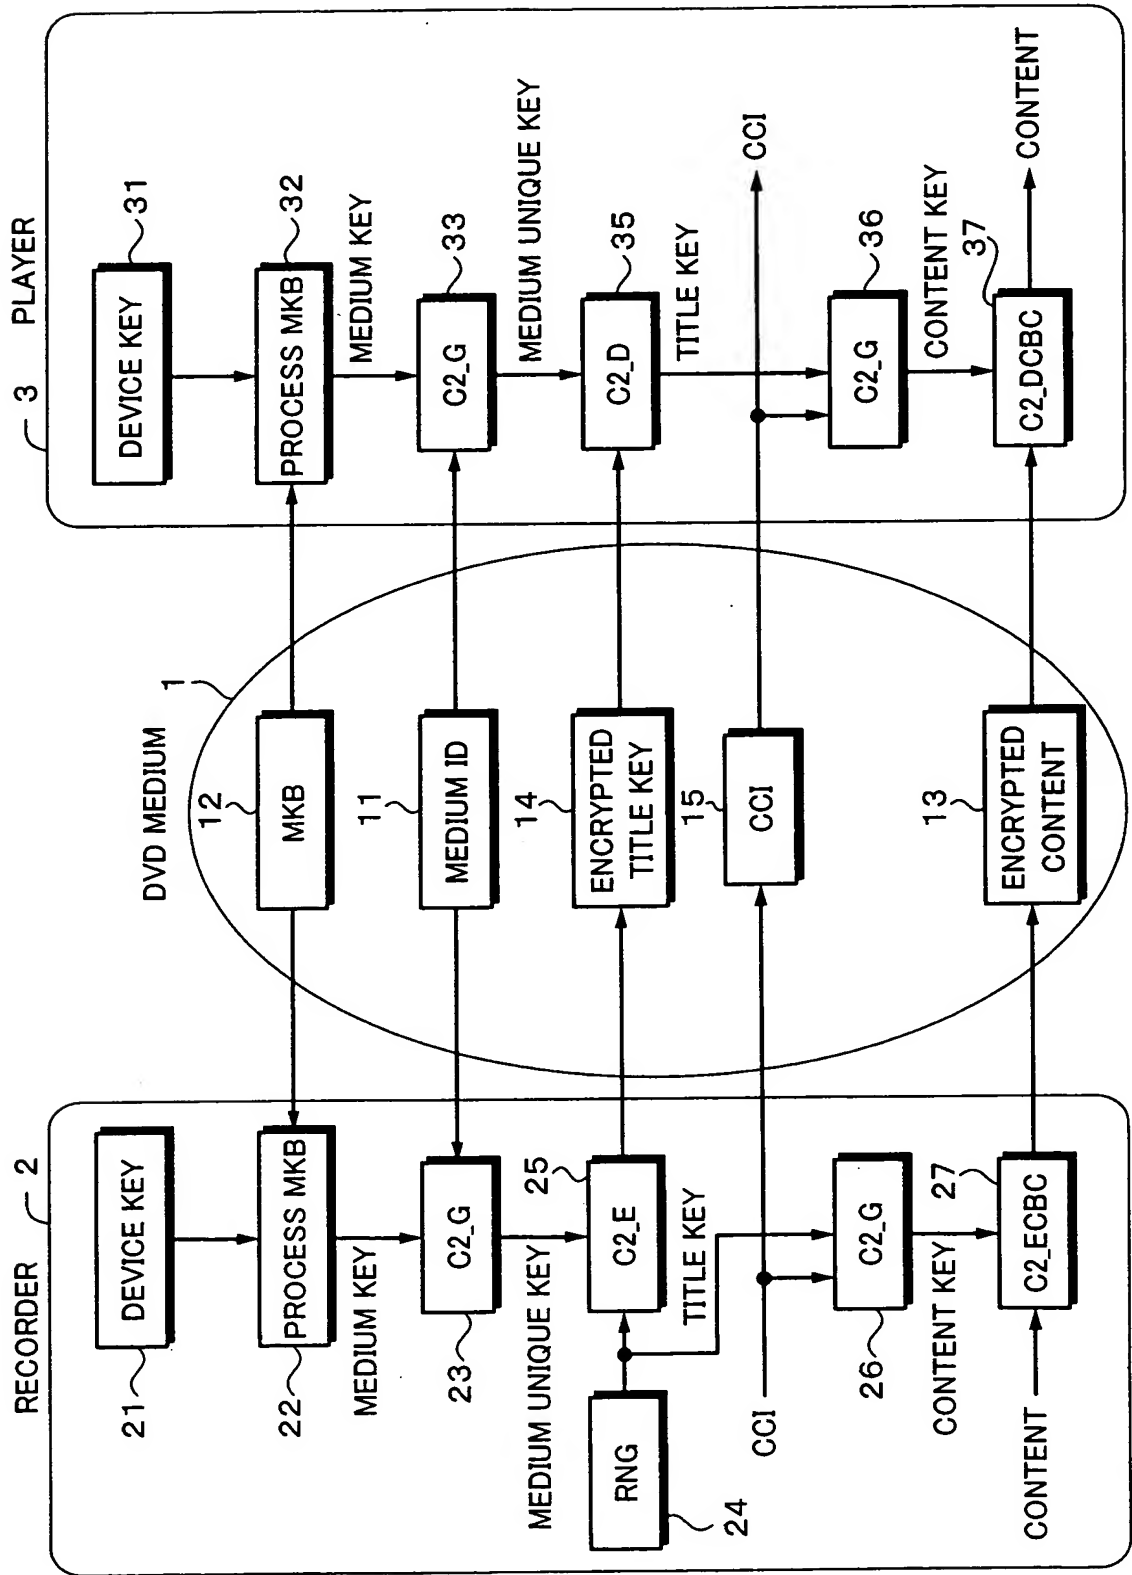 RECORDER
2
21
DEVICE KEY
22
PROCESS MKB
MEDIUM KEY
23
C2_G
MEDIUM UNIQUE KEY
25
C2_E
RNG
24
TITLE KEY
CCI
26
C2_G
CONTENT KEY
27
C2_ECBC
CONTENT
DVD MEDIUM
1
12
MKB
11
MEDIUM ID
14
ENCRYPTED
TITLE KEY
15
CCI
13
ENCRYPTED
CONTENT
3
PLAYER
DEVICE KEY
31
PROCESS MKB
32
MEDIUM KEY
C2_G
33
MEDIUM UNIQUE KEY
C2_D
35
TITLE KEY
CCI
C2_G
36
CONTENT KEY
37
C2_DCBC
CONTENT